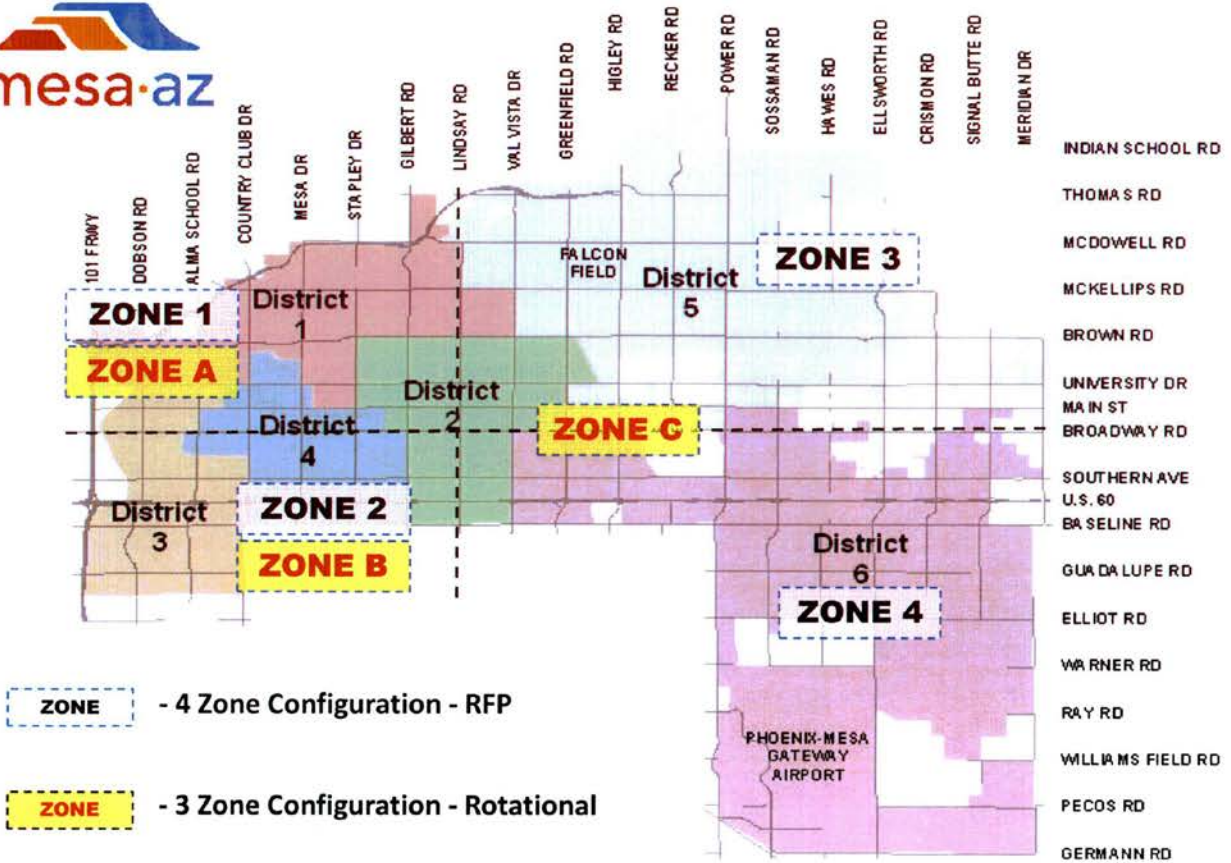 mesa·az
101 FRWY
DOBSON RD
ALMA SCHOOL RD
COUNTRY CLUB DR
MESA DR
STAPLEY DR
GILBERT RD
LINDSAY RD
VAL VISTA DR
GREENFIELD RD
HIGLEY RD
RECKER RD
POWER RD
SOSSAMAN RD
HAWES RD
ELLSWORTH RD
CRISMON RD
SIGNAL BUTTE RD
MERIDIAN DR
INDIAN SCHOOL RD
THOMAS RD
MCDOWELL RD
MCKELLIPS RD
BROWN RD
UNIVERSITY DR
MAIN ST
BROADWAY RD
SOUTHERN AVE
U.S. 60
BASELINE RD
GUADALUPE RD
ELLIOT RD
WARNER RD
RAY RD
WILLIAMS FIELD RD
PECOS RD
GERMANN RD
ZONE 1
ZONE A
District
1
FALCON
FIELD
District
5
ZONE 3
District
2
District
4
ZONE C
District
3
ZONE 2
ZONE B
District
6
ZONE 4
PHOENIX-MESA
GATEWAY
AIRPORT
ZONE - 4 Zone Configuration - RFP
ZONE - 3 Zone Configuration - Rotational